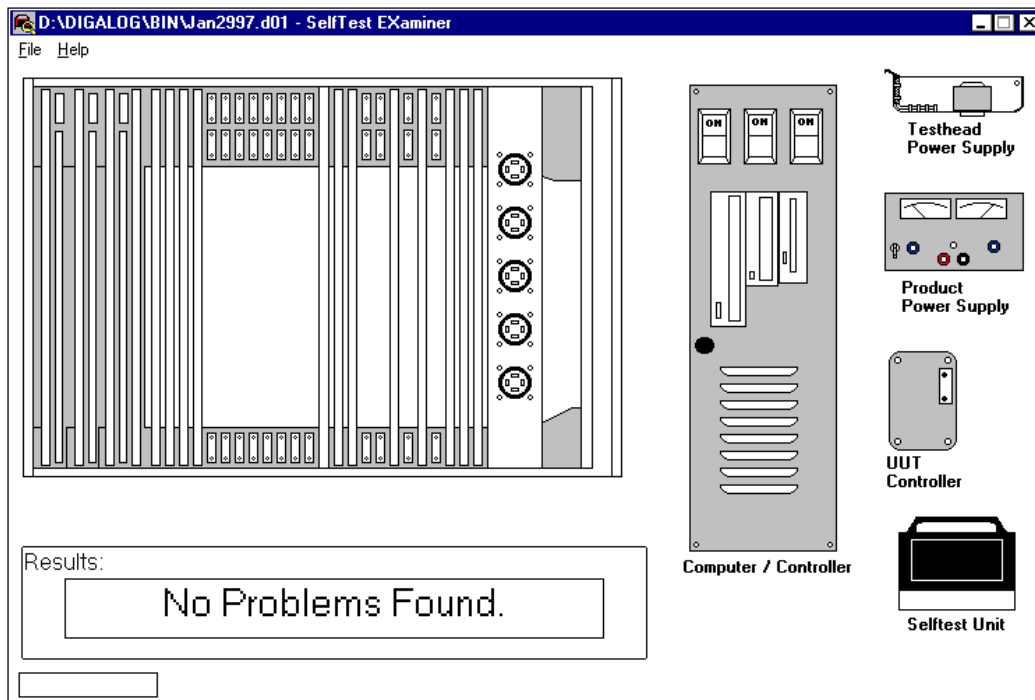 D:\DIGALOG\BIN\Jan2997.d01 - SelfTest EXaminer
File Help
ON ON ON
Testhead
Power Supply
Product
Power Supply
UUT
Controller
Computer / Controller
Selftest Unit
Results:
No Problems Found.